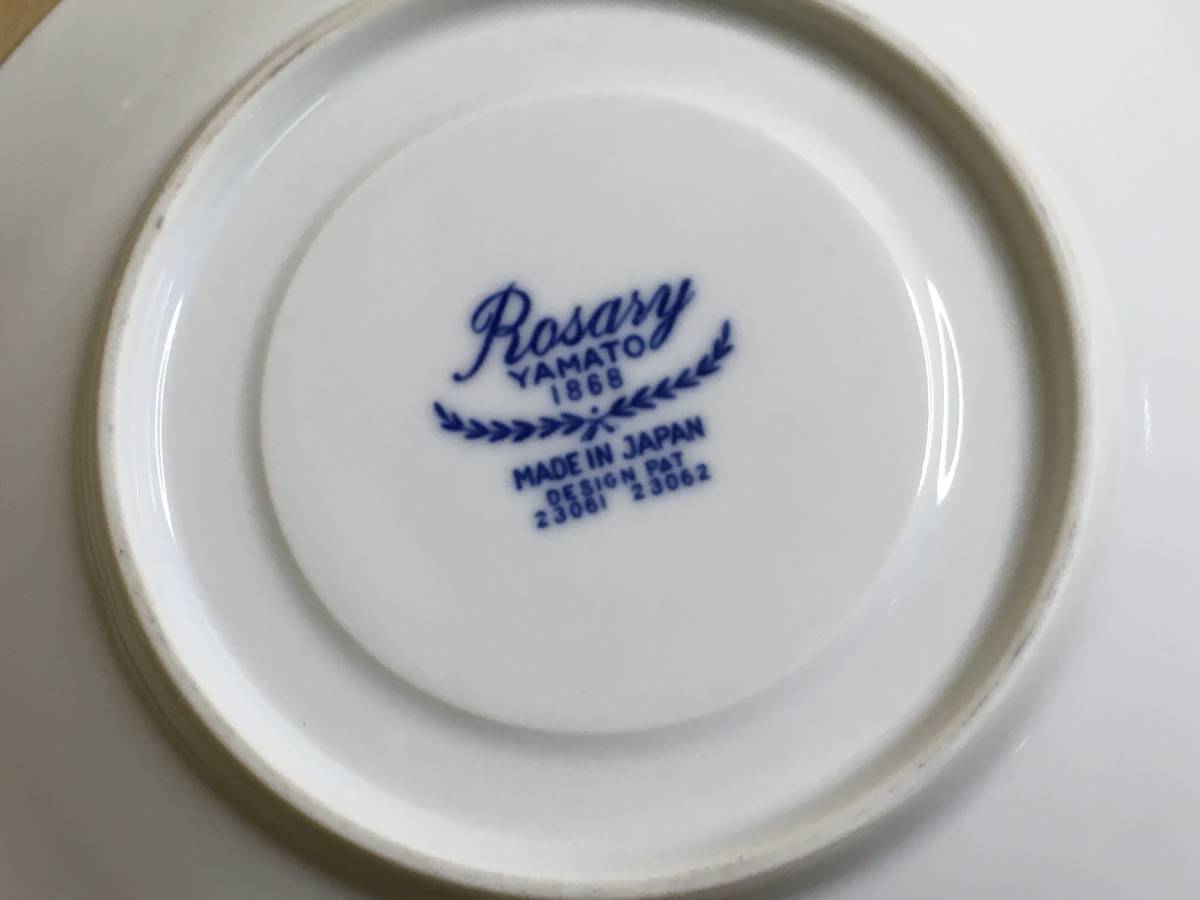 Rosary
YAMATO
1868
MADE IN JAPAN
DESIGN PAT
23061 23062